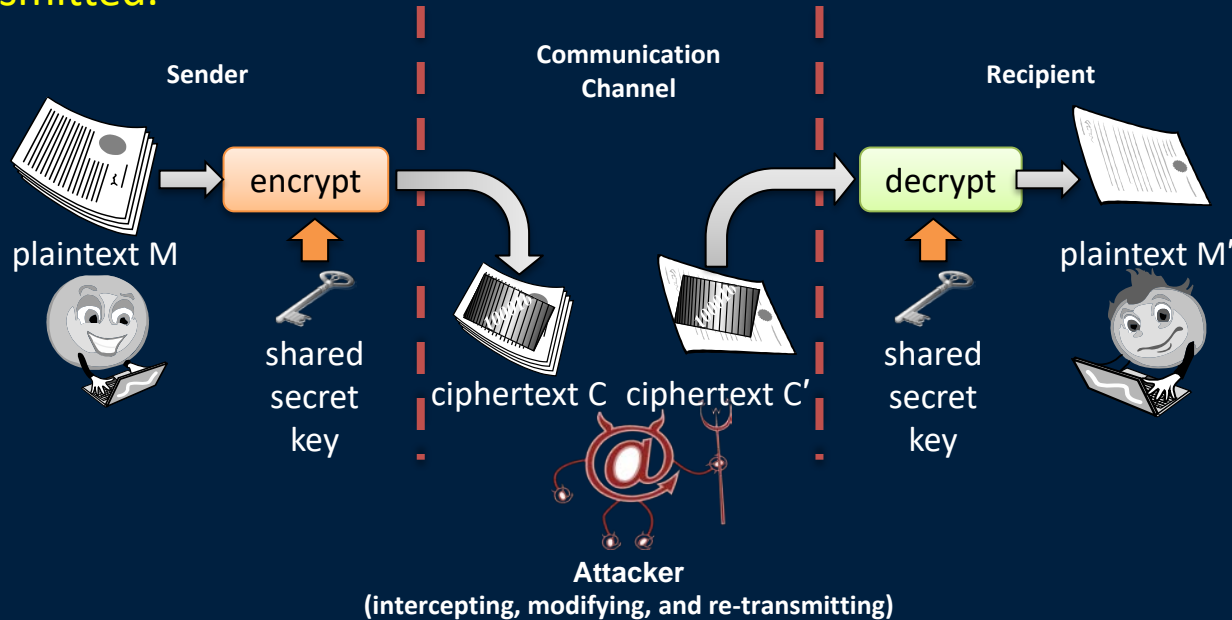 smitted.
Communication
Channel
Sender
Recipient
encrypt
decrypt
plaintext M
plaintext M′
shared
secret
key
ciphertext C
ciphertext C′
shared
secret
key
@
Attacker
(intercepting, modifying, and re-transmitting)